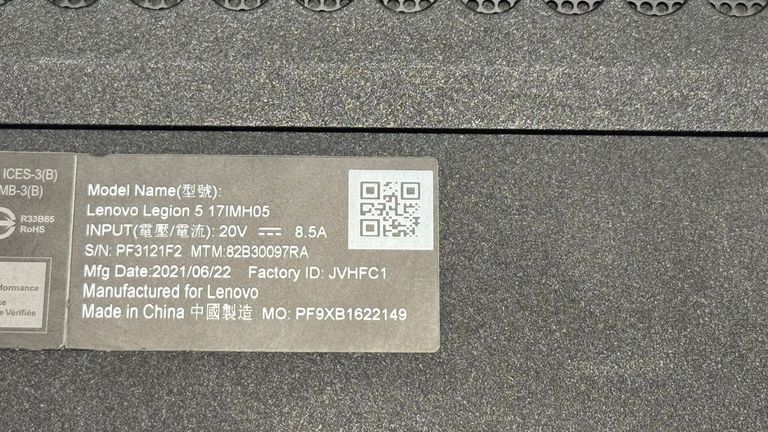 ICES-3(B)
MB-3(B)
R33B65
RoHS
formance
ce
e Vérifiée
Model Name(型號):
Lenovo Legion 5 17IMH05
INPUT(電壓/電流): 20V ⎓ 8.5A
S/N: PF3121F2 MTM:82B30097RA
Mfg Date:2021/06/22 Factory ID: JVHFC1
Manufactured for Lenovo
Made in China 中國製造 MO: PF9XB1622149